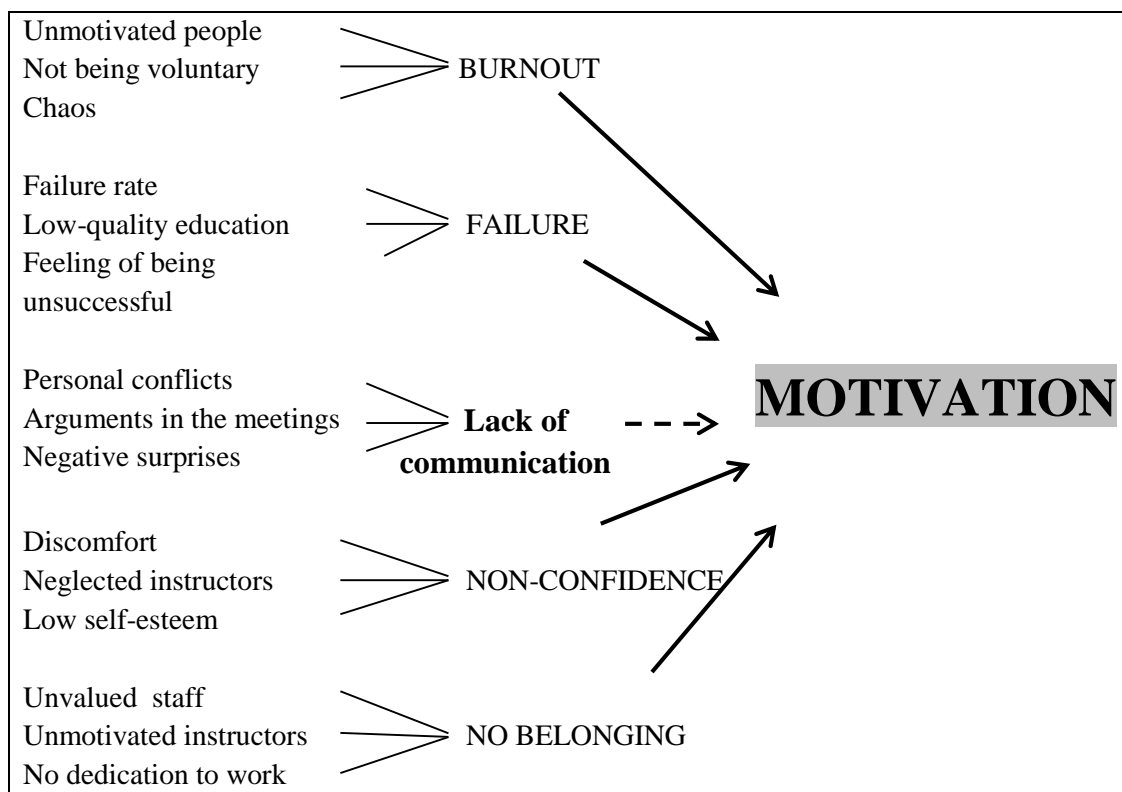 Unmotivated people
Not being voluntary
Chaos
BURNOUT
Failure rate
Low-quality education
Feeling of being
unsuccessful
FAILURE
Personal conflicts
Arguments in the meetings
Negative surprises
Lack of
communication
MOTIVATION
Discomfort
Neglected instructors
Low self-esteem
NON-CONFIDENCE
Unvalued staff
Unmotivated instructors
No dedication to work
NO BELONGING